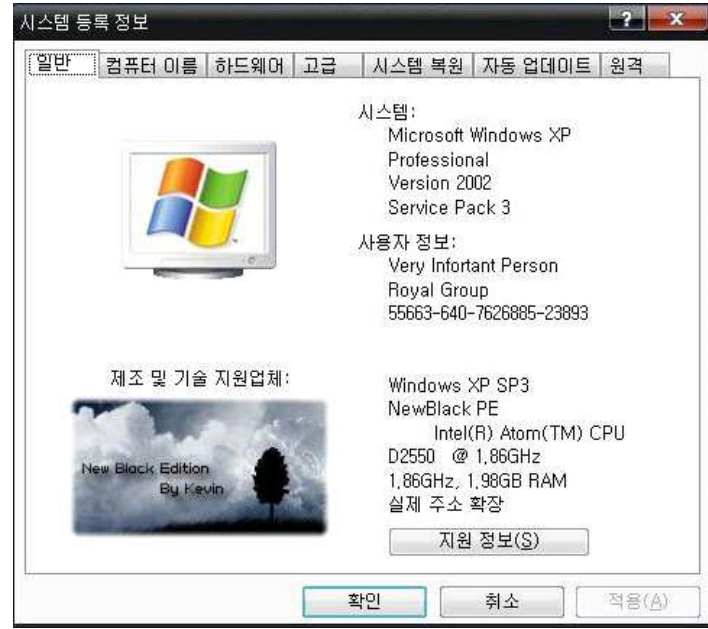 시스템 등록 정보
일반 컴퓨터 이름 하드웨어 고급 시스템 복원 자동 업데이트 원격
시스템:
Microsoft Windows XP
Professional
Version 2002
Service Pack 3
사용자 정보:
Very Infortant Person
Royal Group
55663-640-7626885-23893
제조 및 기술 지원업체:
New Black Edition
By Kevin
Windows XP SP3
NewBlack PE
Intel(R) Atom(TM) CPU
D2550 @ 1,86GHz
1,86GHz, 1,98GB RAM
실제 주소 확장
지원 정보(S)
확인 취소 적용(A)